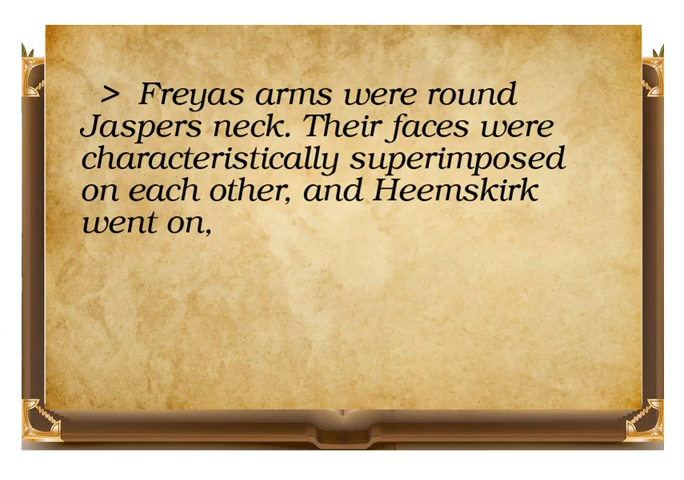 > Freyas arms were round
Jaspers neck. Their faces were
characteristically superimposed
on each other, and Heemskirk
went on,